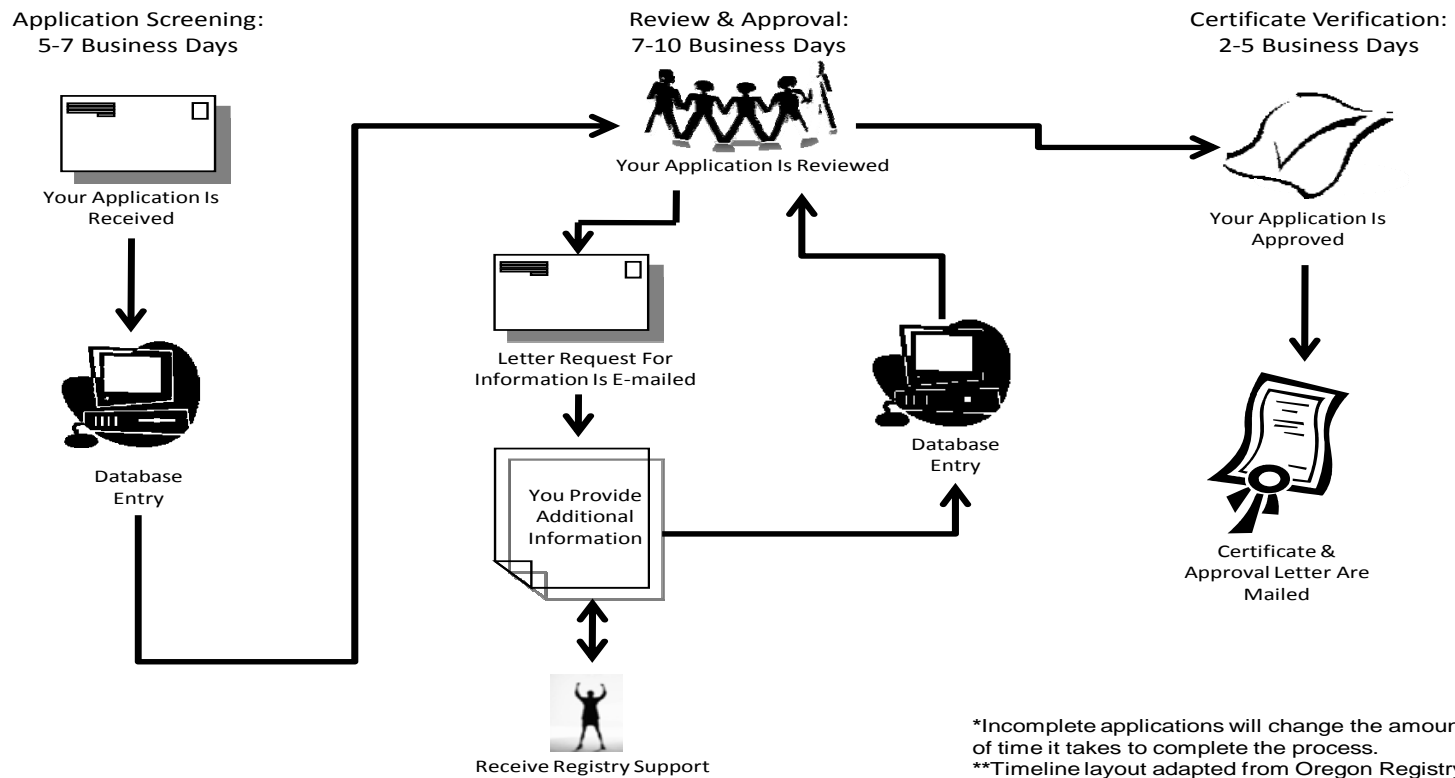 Application Screening:
5-7 Business Days
Your Application Is
Received
Database
Entry
Review & Approval:
7-10 Business Days
Your Application Is Reviewed
Letter Request For
Information Is E-mailed
You Provide
Additional
Information
Receive Registry Support
Database
Entry
Certificate Verification:
2-5 Business Days
Your Application Is
Approved
Certificate &
Approval Letter Are
Mailed
*Incomplete applications will change the amoun
of time it takes to complete the process.
**Timeline layout adapted from Oregon Registry